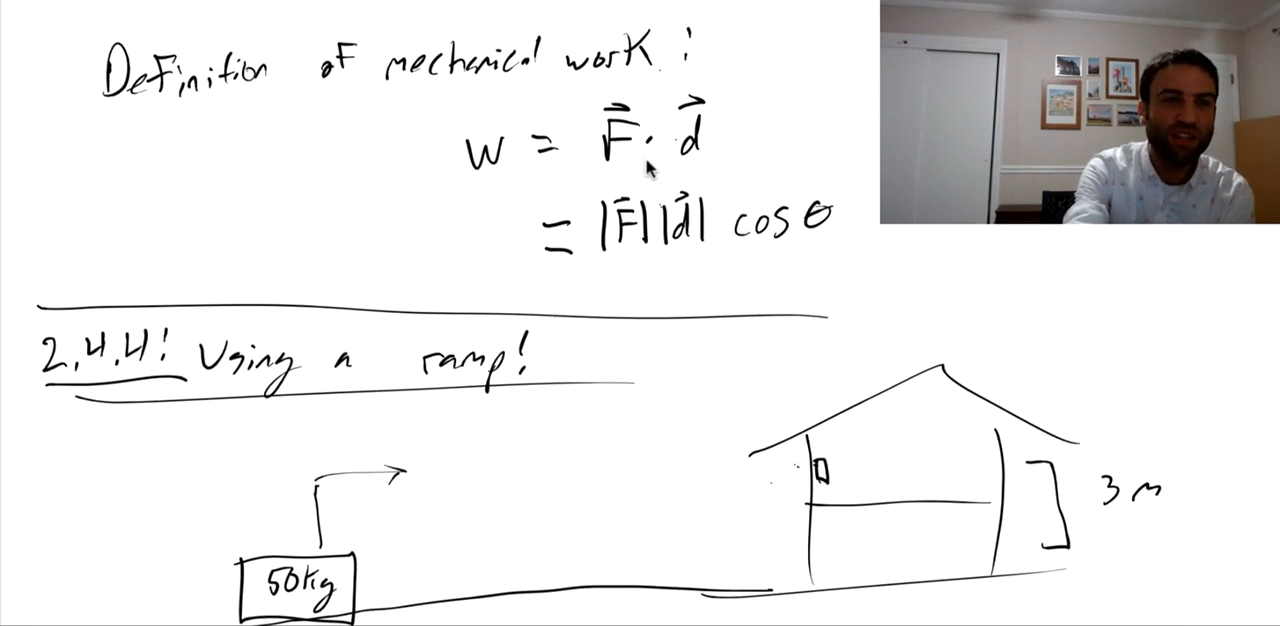 Definition of mechanical work:
W = F⃗ · d⃗
= |F⃗||d⃗| cos θ
2.4.4: Using a ramp!
3 m
50kg